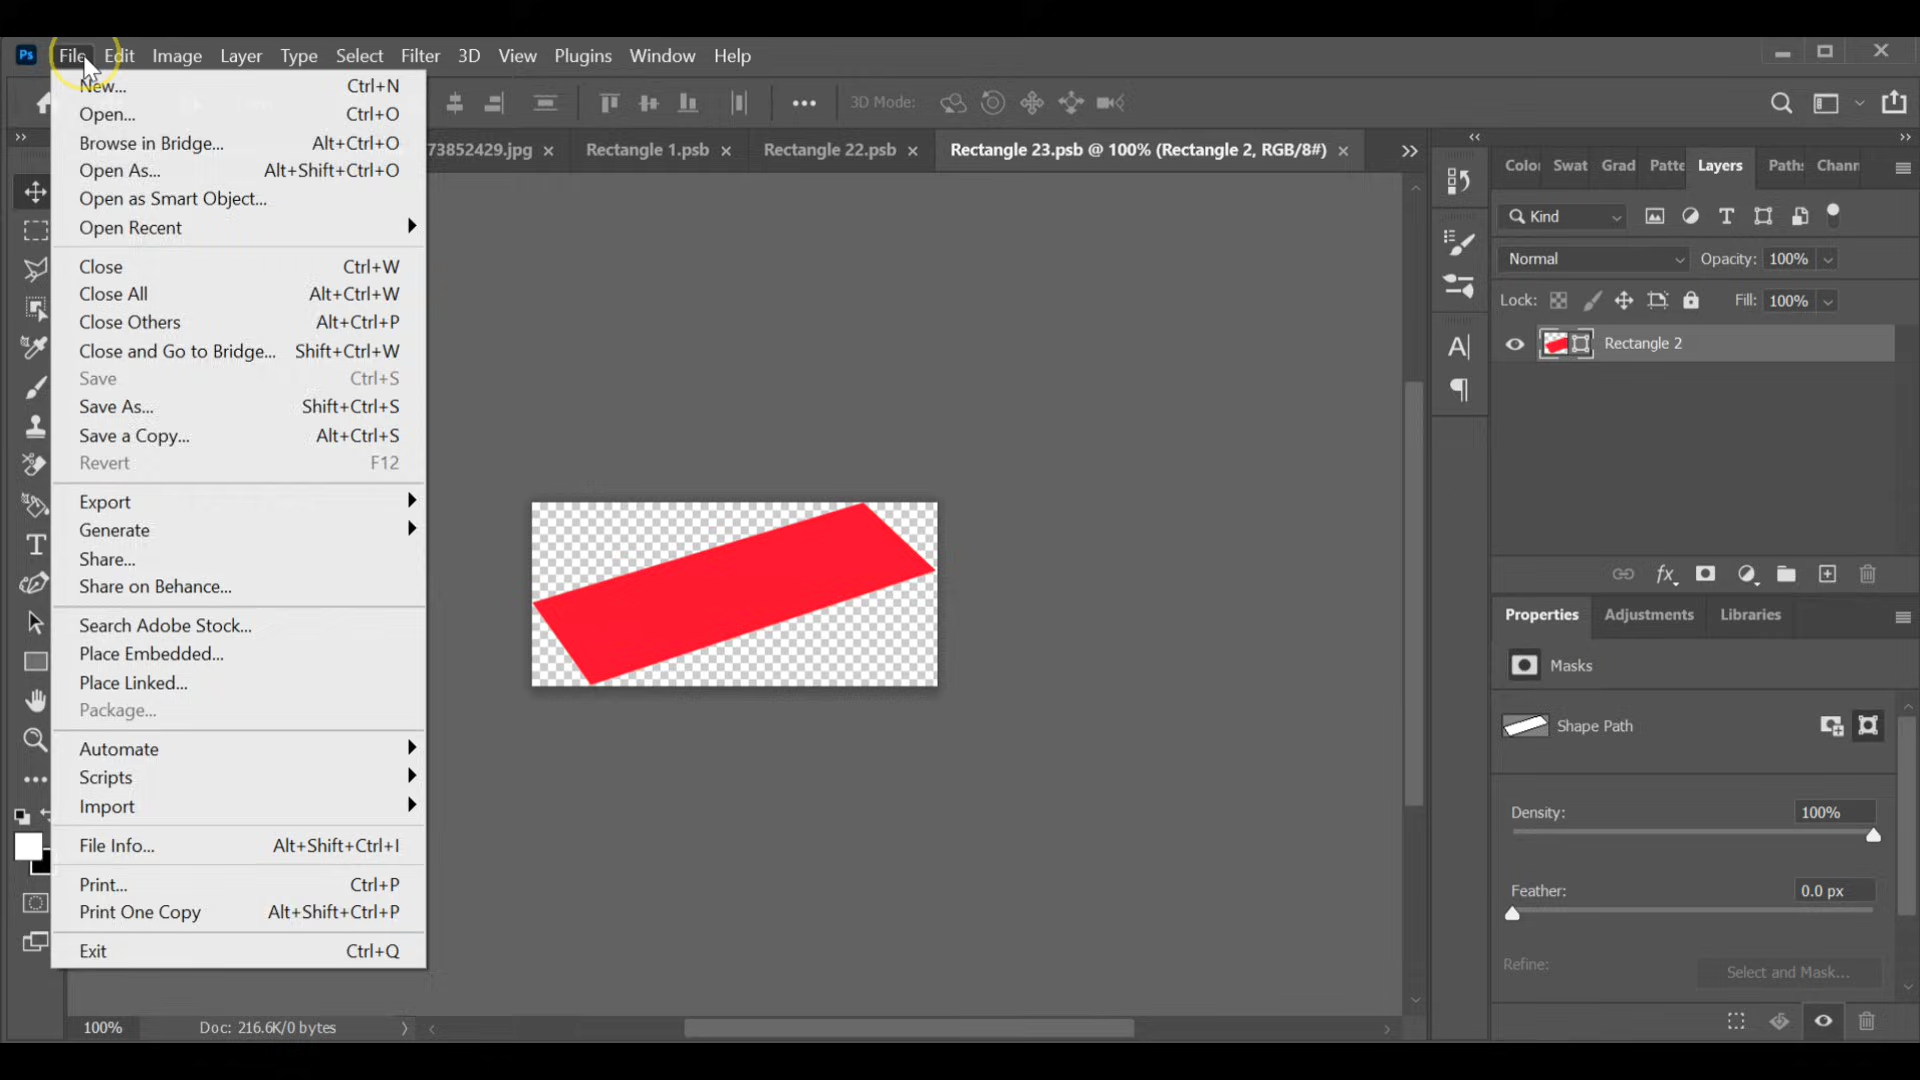 Ps File Edit Image Layer Type Select Filter 3D View Plugins Window Help
New... Ctrl+N
Open... Ctrl+O
Browse in Bridge... Alt+Ctrl+O
Open As... Alt+Shift+Ctrl+O
Open as Smart Object...
Open Recent
Close Ctrl+W
Close All Alt+Ctrl+W
Close Others Alt+Ctrl+P
Close and Go to Bridge... Shift+Ctrl+W
Save Ctrl+S
Save As... Shift+Ctrl+S
Save a Copy... Alt+Ctrl+S
Revert F12
Export
Generate
Share...
Share on Behance...
Search Adobe Stock...
Place Embedded...
Place Linked...
Package...
Automate
Scripts
Import
File Info... Alt+Shift+Ctrl+I
Print... Ctrl+P
Print One Copy Alt+Shift+Ctrl+P
Exit Ctrl+Q
3D Mode:
73852429.jpg Rectangle 1.psb Rectangle 22.psb Rectangle 23.psb @ 100% (Rectangle 2, RGB/8#)
Colo Swat Grad Patte Layers Path: Chann
Kind
Normal Opacity: 100%
Lock: Fill: 100%
Rectangle 2
fx
Properties Adjustments Libraries
Masks
Shape Path
Density: 100%
Feather: 0.0 px
Refine: Select and Mask...
100% Doc: 216.6K/0 bytes